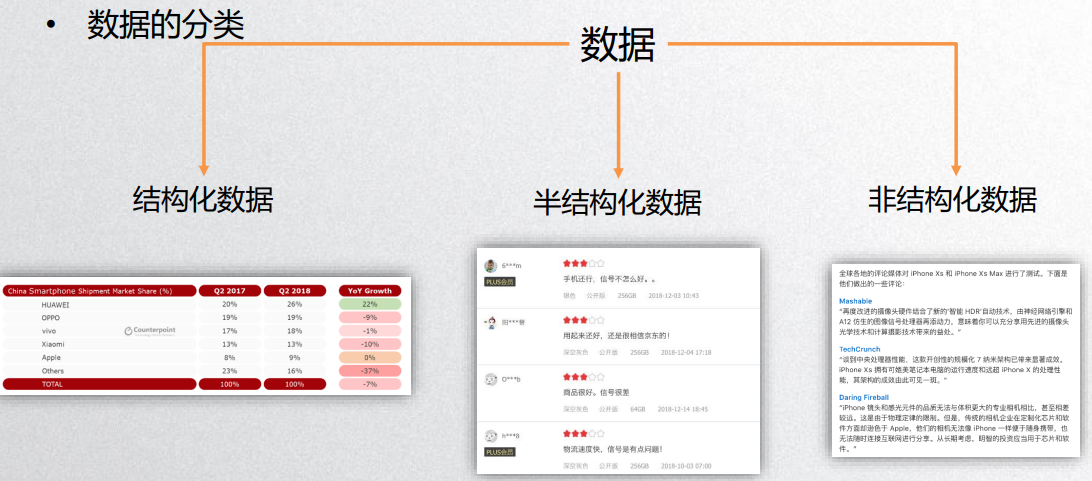 • 数据的分类
数据
结构化数据
半结构化数据
非结构化数据
China Smartphone Shipment Market Share (%) Q2 2017 Q2 2018 YoY Growth
HUAWEI 20% 26% 22%
OPPO 19% 19% -9%
vivo 17% 18% -1%
Xiaomi 13% 13% -10%
Apple 8% 9% 0%
Others 23% 16% -37%
TOTAL 100% 100% -7%
Counterpoint
6***m
PLUS会员
手机还行，信号不怎么好。。
银色 公开版 256GB 2018-12-03 10:43
旧***督
用起来还好，还是很相信京东的！
深空灰色 公开版 256GB 2018-12-04 17:18
O***b
商品很好。信号很差
深空灰色 公开版 64GB 2018-12-14 18:45
h***8
PLUS会员
物流速度快，信号是有点问题！
深空灰色 公开版 256GB 2018-10-03 07:00
全球各地的评论媒体对 iPhone Xs 和 iPhone Xs Max 进行了测试。下面是
他们做出的一些评论：
Mashable
“再度改进的摄像头硬件结合了新的‘智能 HDR’自动技术，由神经网络引擎和
A12 仿生的图像信号处理器再添动力，意味着你可以充分享用先进的摄像头
光学技术和计算摄影技术带来的益处。”
TechCrunch
“谈到中央处理器性能，这款开创性的规模化 7 纳米架构已带来显著成效。
iPhone Xs 拥有可媲美笔记本电脑的运行速度和远超 iPhone X 的处理性
能，其架构的成效由此可见一斑。”
Daring Fireball
“iPhone 镜头和感光元件的品质无法与体积更大的专业相机相比，甚至相差
较远。这是由于物理定律的限制。但是，传统的相机企业在定制化芯片和软
件方面却逊色于 Apple，他们的相机无法像 iPhone 一样便于随身携带，也
无法随时连接互联网进行分享。从长期考虑，明智的投资应当用于芯片和软
件。”